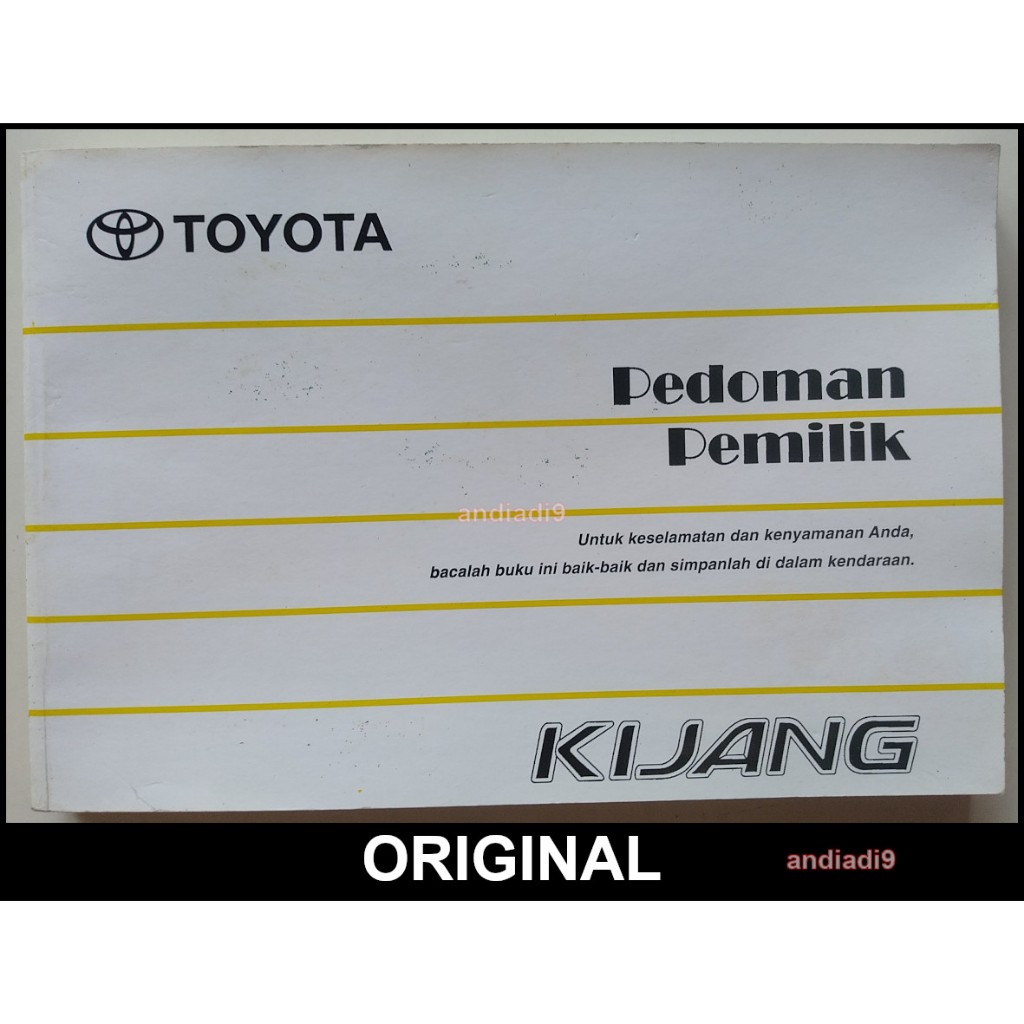 TOYOTA
Pedoman
Pemilik
andiadi9
Untuk keselamatan dan kenyamanan Anda,
bacalah buku ini baik-baik dan simpanlah di dalam kendaraan.
KIJANG
ORIGINAL
andiadi9